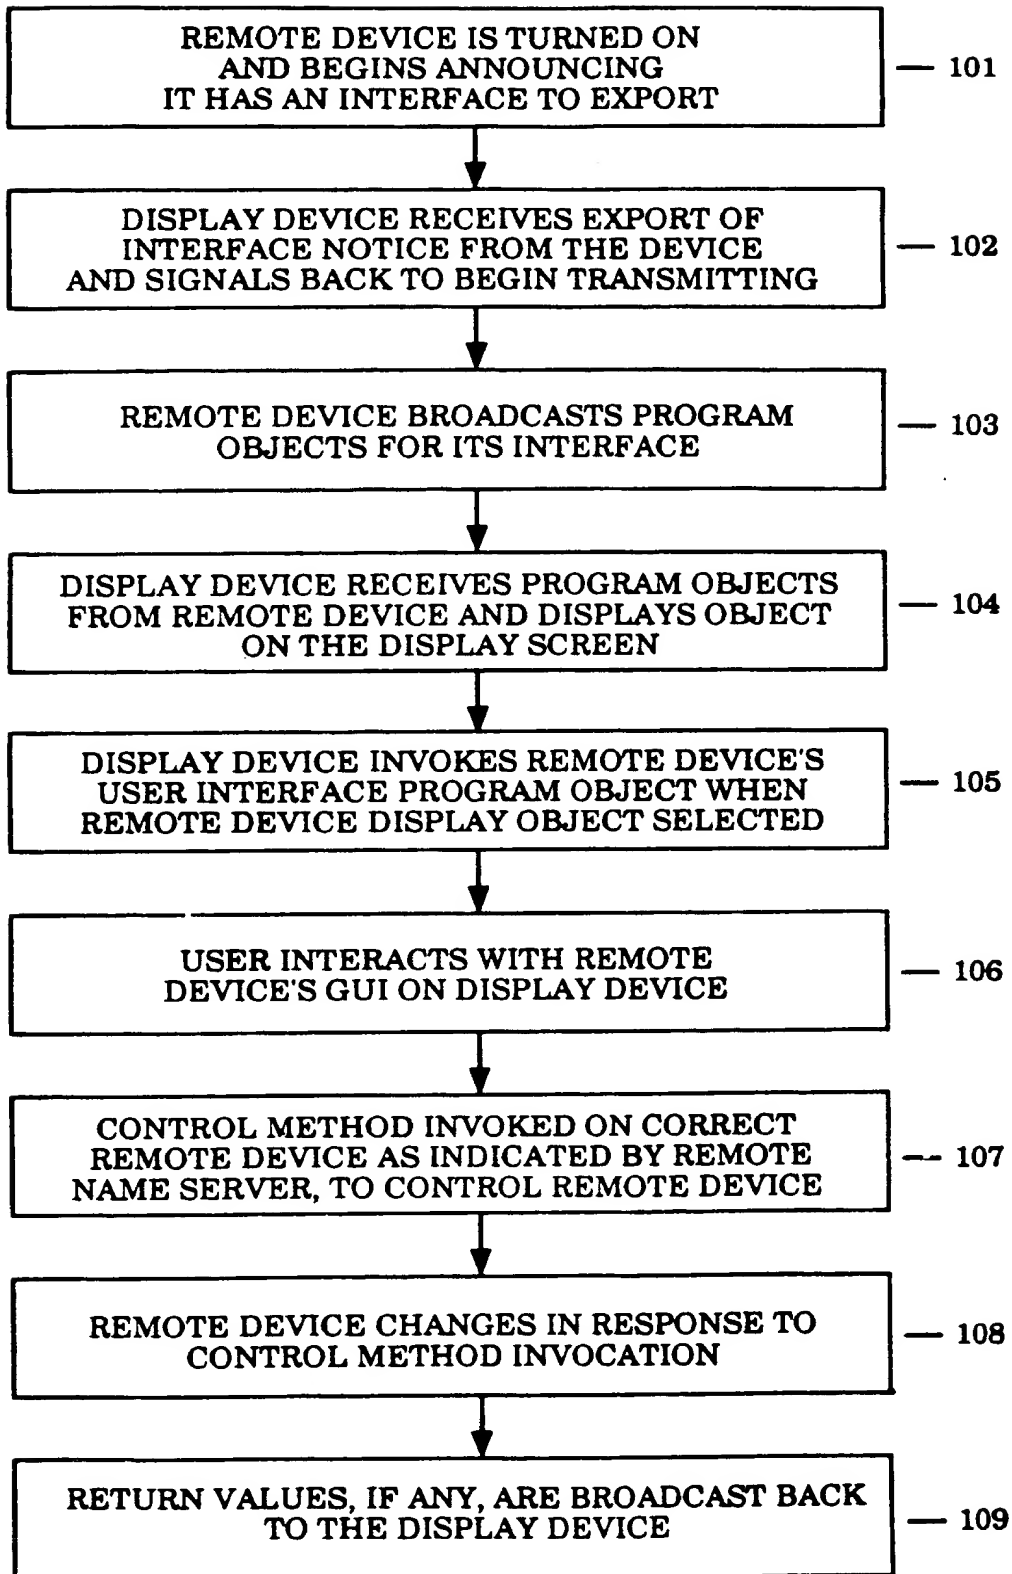 REMOTE DEVICE IS TURNED ON
AND BEGINS ANNOUNCING
IT HAS AN INTERFACE TO EXPORT
101
DISPLAY DEVICE RECEIVES EXPORT OF
INTERFACE NOTICE FROM THE DEVICE
AND SIGNALS BACK TO BEGIN TRANSMITTING
102
REMOTE DEVICE BROADCASTS PROGRAM
OBJECTS FOR ITS INTERFACE
103
DISPLAY DEVICE RECEIVES PROGRAM OBJECTS
FROM REMOTE DEVICE AND DISPLAYS OBJECT
ON THE DISPLAY SCREEN
104
DISPLAY DEVICE INVOKES REMOTE DEVICE'S
USER INTERFACE PROGRAM OBJECT WHEN
REMOTE DEVICE DISPLAY OBJECT SELECTED
105
USER INTERACTS WITH REMOTE
DEVICE'S GUI ON DISPLAY DEVICE
106
CONTROL METHOD INVOKED ON CORRECT
REMOTE DEVICE AS INDICATED BY REMOTE
NAME SERVER, TO CONTROL REMOTE DEVICE
107
REMOTE DEVICE CHANGES IN RESPONSE TO
CONTROL METHOD INVOCATION
108
RETURN VALUES, IF ANY, ARE BROADCAST BACK
TO THE DISPLAY DEVICE
109